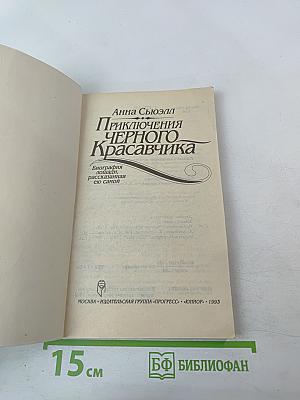 Анна Сьюэлл
Приключения
Черного
Красавчика
Биография
лошади,
рассказанная
ею самой
МОСКВА • ИЗДАТЕЛЬСКАЯ ГРУППА «ПРОГРЕСС» • «ЮНИОР» • 1993
15 см
БФ БИБЛИОФАН